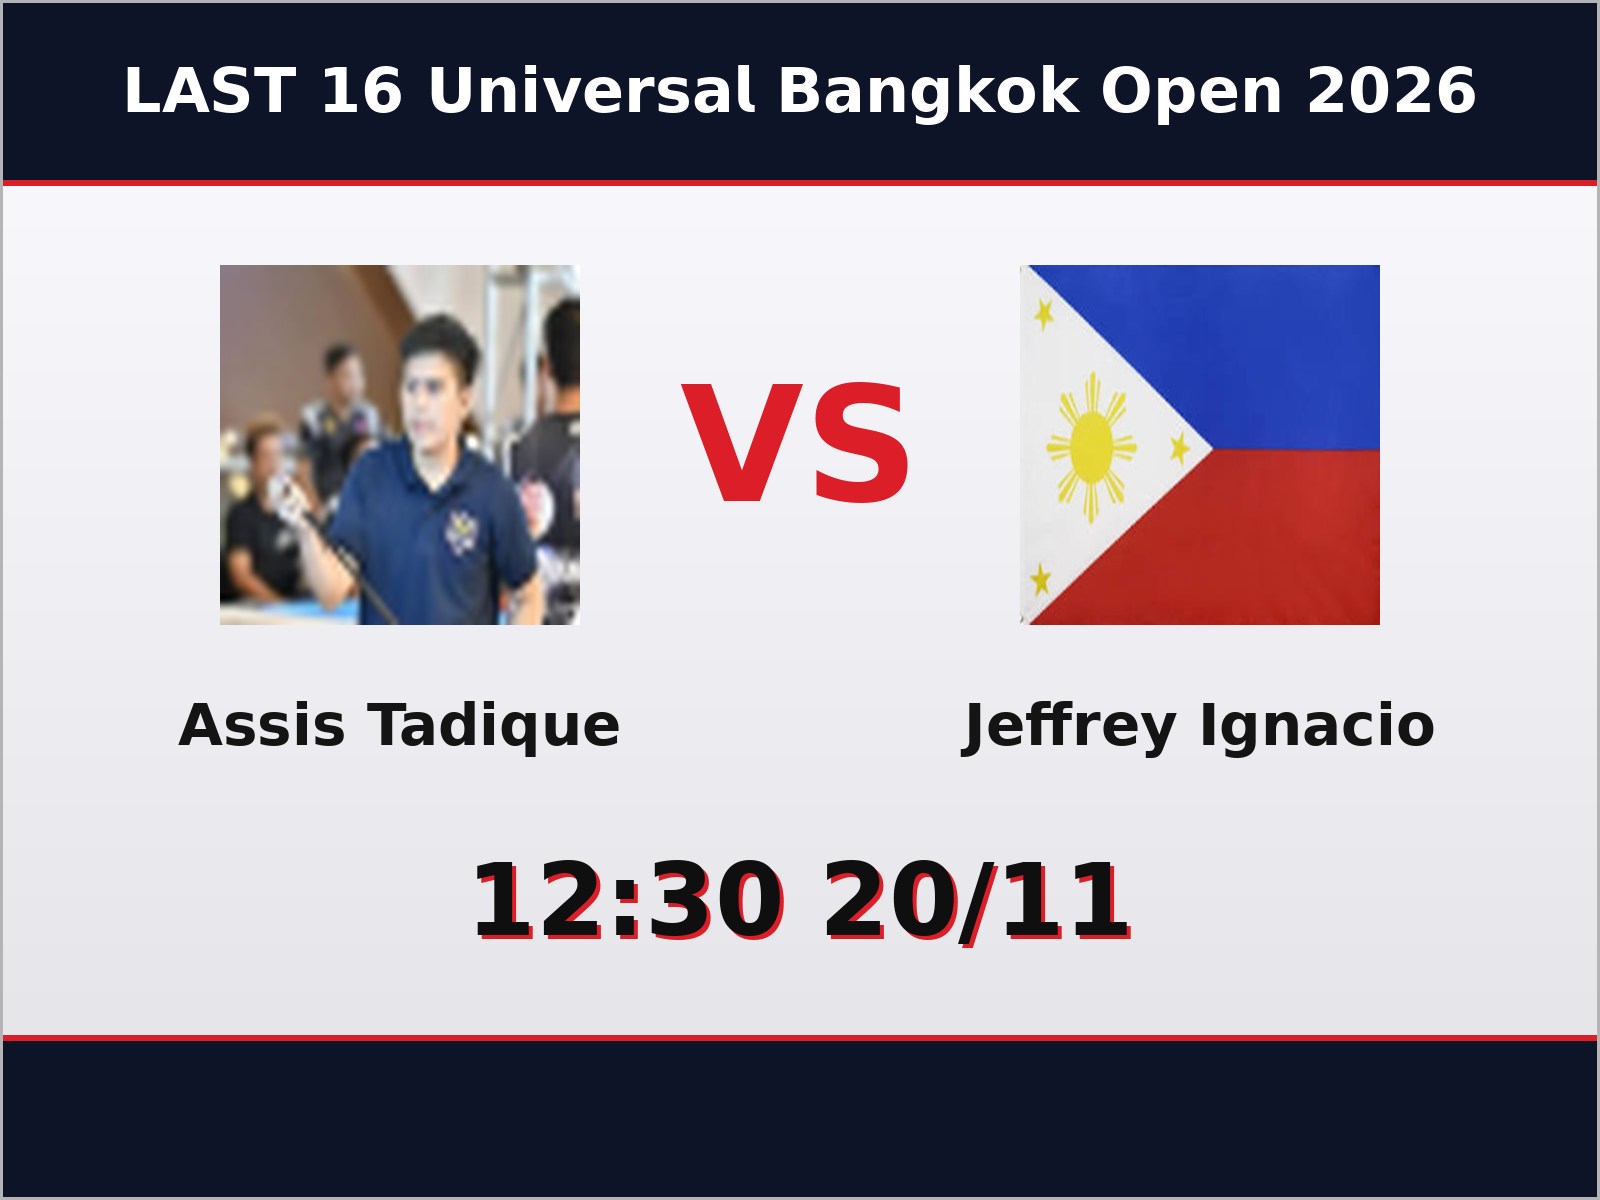 LAST 16 Universal Bangkok Open 2026
VS
Assis Tadique
Jeffrey Ignacio
12:30 20/11